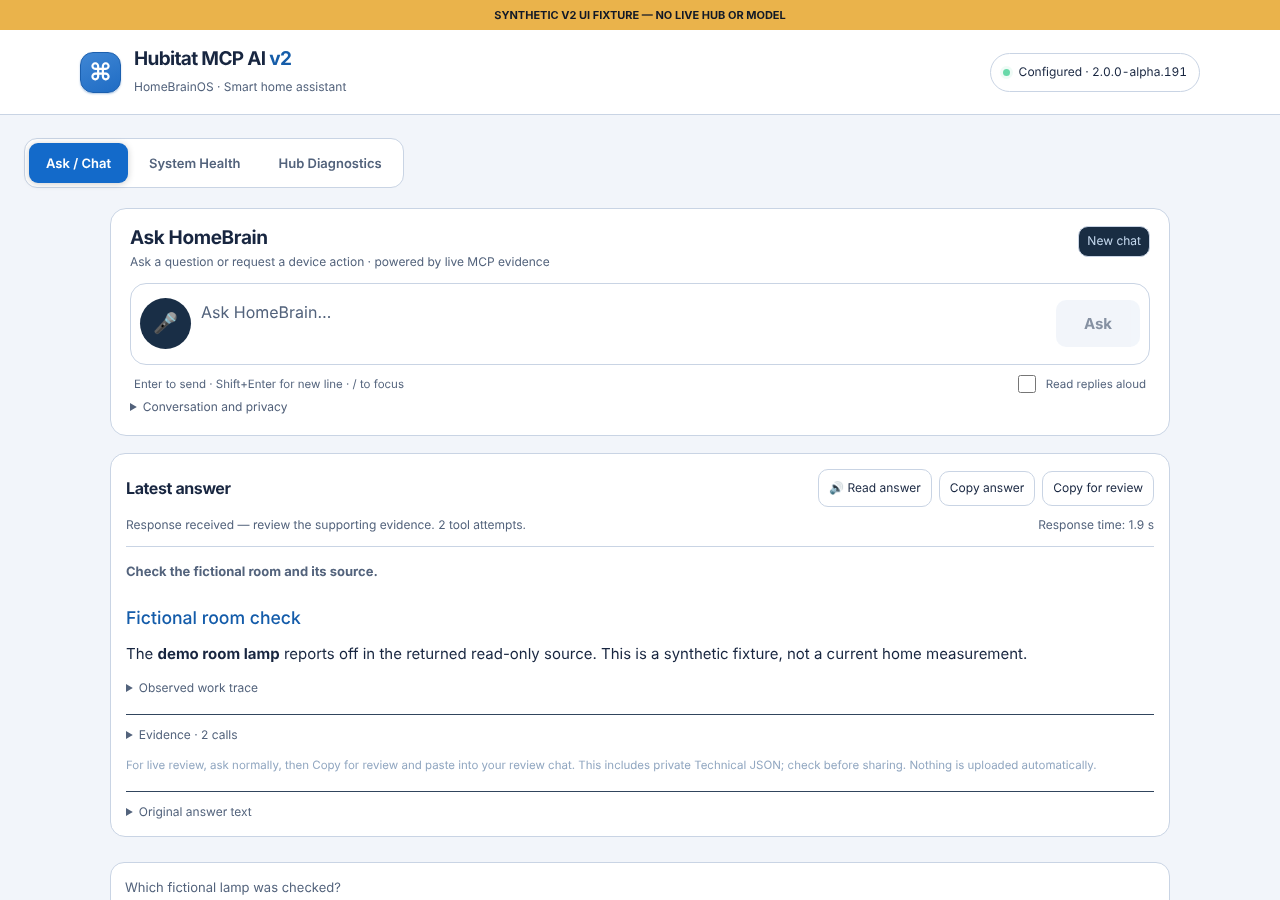 SYNTHETIC V2 UI FIXTURE — NO LIVE HUB OR MODEL
⌘
Hubitat MCP AI v2
HomeBrainOS · Smart home assistant
Configured · 2.0.0-alpha.191
Ask / Chat
System Health
Hub Diagnostics
Ask HomeBrain
Ask a question or request a device action · powered by live MCP evidence
New chat
Ask HomeBrain...
Ask
Enter to send · Shift+Enter for new line · / to focus
Read replies aloud
Conversation and privacy
Latest answer
Read answer
Copy answer
Copy for review
Response received — review the supporting evidence. 2 tool attempts.
Response time: 1.9 s
Check the fictional room and its source.
Fictional room check
The demo room lamp reports off in the returned read-only source. This is a synthetic fixture, not a current home measurement.
Observed work trace
Evidence · 2 calls
For live review, ask normally, then Copy for review and paste into your review chat. This includes private Technical JSON; check before sharing. Nothing is uploaded automatically.
Original answer text
Which fictional lamp was checked?